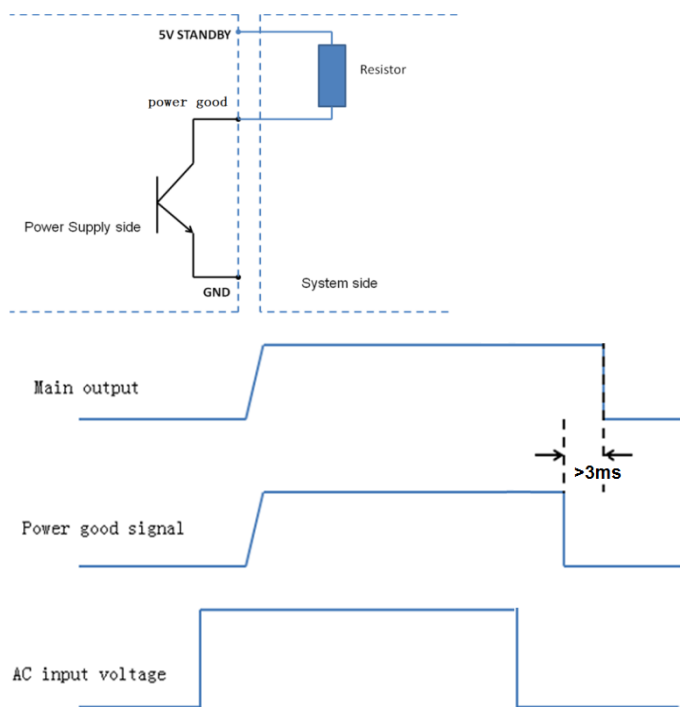 5V STANDBY
Resistor
power good
Power Supply side
System side
GND
Main output
>3ms
Power good signal
AC input voltage